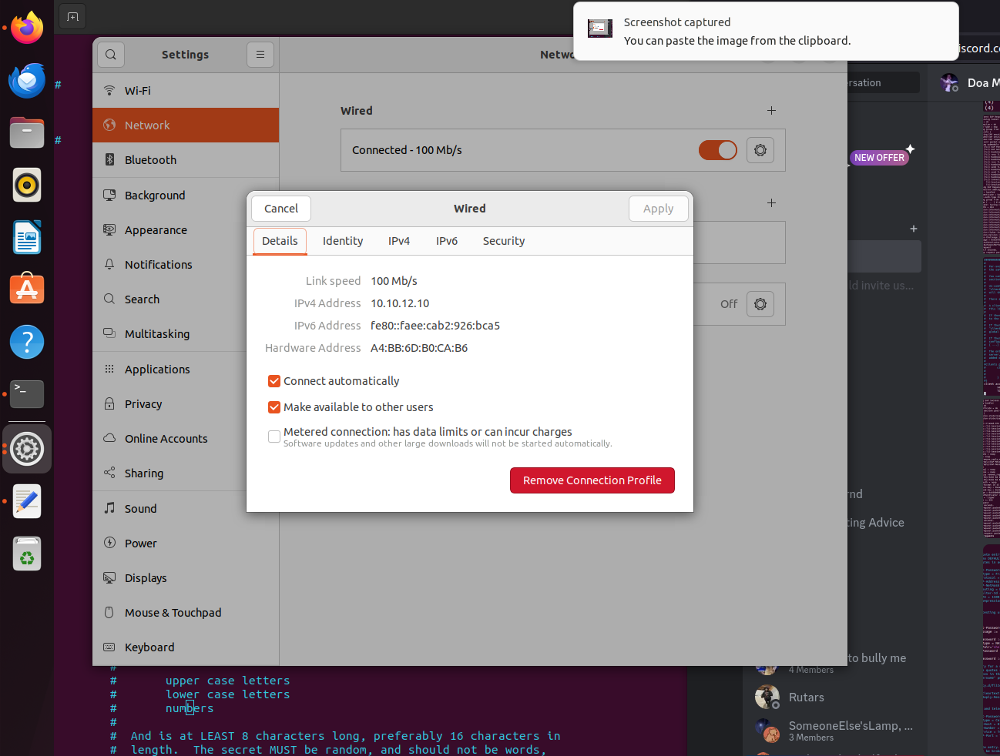 Screenshot captured
You can paste the image from the clipboard.
Settings
iscord.c
#
Wi-Fi
ersation
Doa M
Wired
Network
Connected - 100 Mb/s
#
Bluetooth
NEW OFFER
Background
Appearance
Notifications
Search
Multitasking
Applications
Privacy
Online Accounts
Sharing
Sound
Power
Displays
Mouse & Touchpad
Keyboard
Cancel
Wired
Apply
Details
Identity
IPv4
IPv6
Security
Link speed 100 Mb/s
IPv4 Address 10.10.12.10
IPv6 Address fe80::faee:cab2:926:bca5
Hardware Address A4:BB:6D:B0:CA:B6
Connect automatically
Make available to other users
Metered connection: has data limits or can incur charges
Software updates and other large downloads will not be started automatically.
Remove Connection Profile
Off
ld invite us...
rnd
ting Advice
to bully me
4 Members
Rutars
SomeoneElse'sLamp, ...
3 Members
#
# upper case letters
# lower case letters
# numbers
#
# And is at LEAST 8 characters long, preferably 16 characters in
# length. The secret MUST be random, and should not be words,